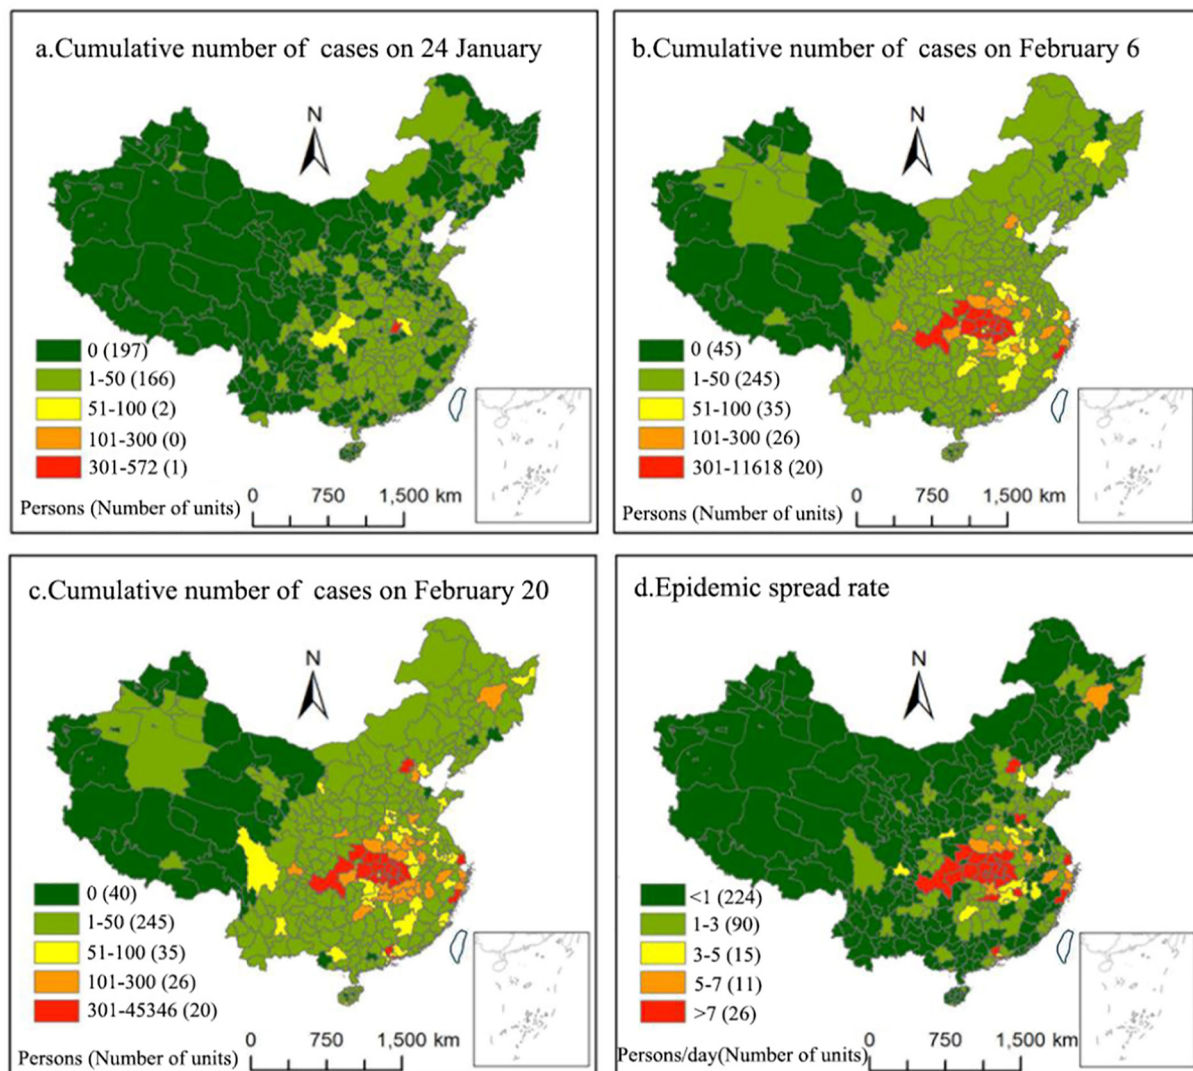 a.Cumulative number of cases on 24 January
N
0 (197)
1-50 (166)
51-100 (2)
101-300 (0)
301-572 (1)
Persons (Number of units)
0 750 1,500 km
b.Cumulative number of cases on February 6
N
0 (45)
1-50 (245)
51-100 (35)
101-300 (26)
301-11618 (20)
Persons (Number of units)
0 750 1,500 km
c.Cumulative number of cases on February 20
N
0 (40)
1-50 (245)
51-100 (35)
101-300 (26)
301-45346 (20)
Persons (Number of units)
0 750 1,500 km
d.Epidemic spread rate
N
<1 (224)
1-3 (90)
3-5 (15)
5-7 (11)
>7 (26)
Persons/day(Number of units)
0 750 1,500 km